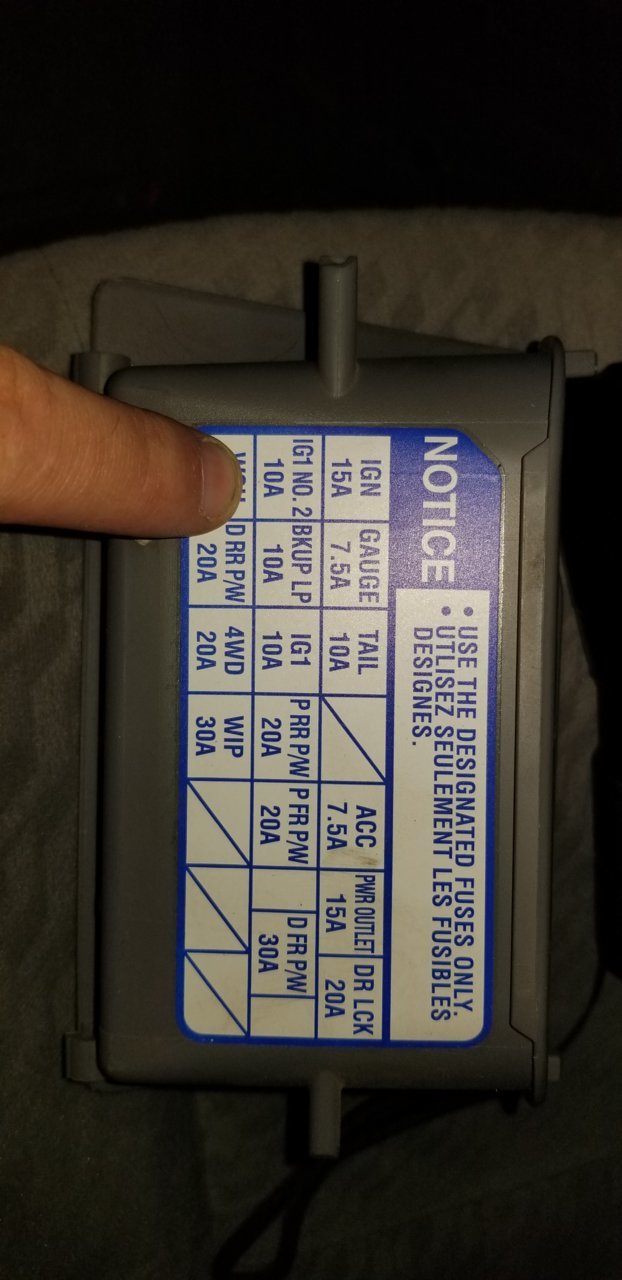 NOTICE
• USE THE DESIGNATED FUSES ONLY.
• UTLISEZ SEULEMENT LES FUSIBLES
DESIGNES.
IGN GAUGE TAIL ACC PWR OUTLET DR LCK
15A 7.5A 10A 7.5A 15A 20A
IG1 NO. 2 BKUP LP IG1 P RR P/W P FR P/W D FR P/W
10A 10A 10A 20A 20A 30A
D RR P/W 4WD WIP
20A 20A 30A